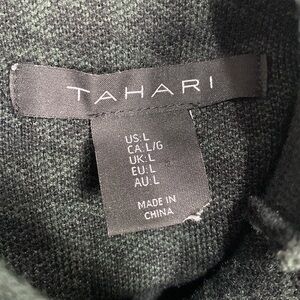 TAHARI
US:L
CA:L/G
UK:L
EU:L
AU:L
MADE IN
CHINA